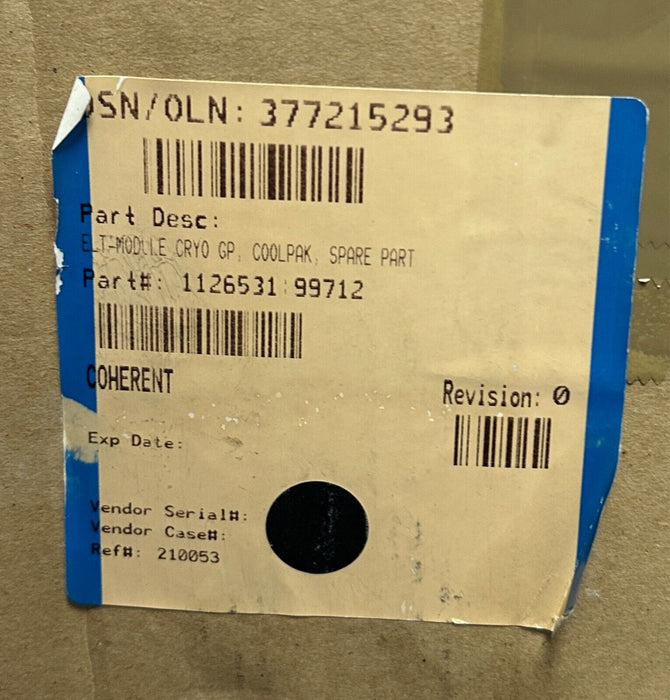 OSN/OLN: 377215293
Part Desc:
ELT-MODULE CRYO GP, COOLPAK, SPARE PART
Part#: 1126531:99712
COHERENT
Revision: 0
Exp Date:
Vendor Serial#:
Vendor Case#:
Ref#: 210053